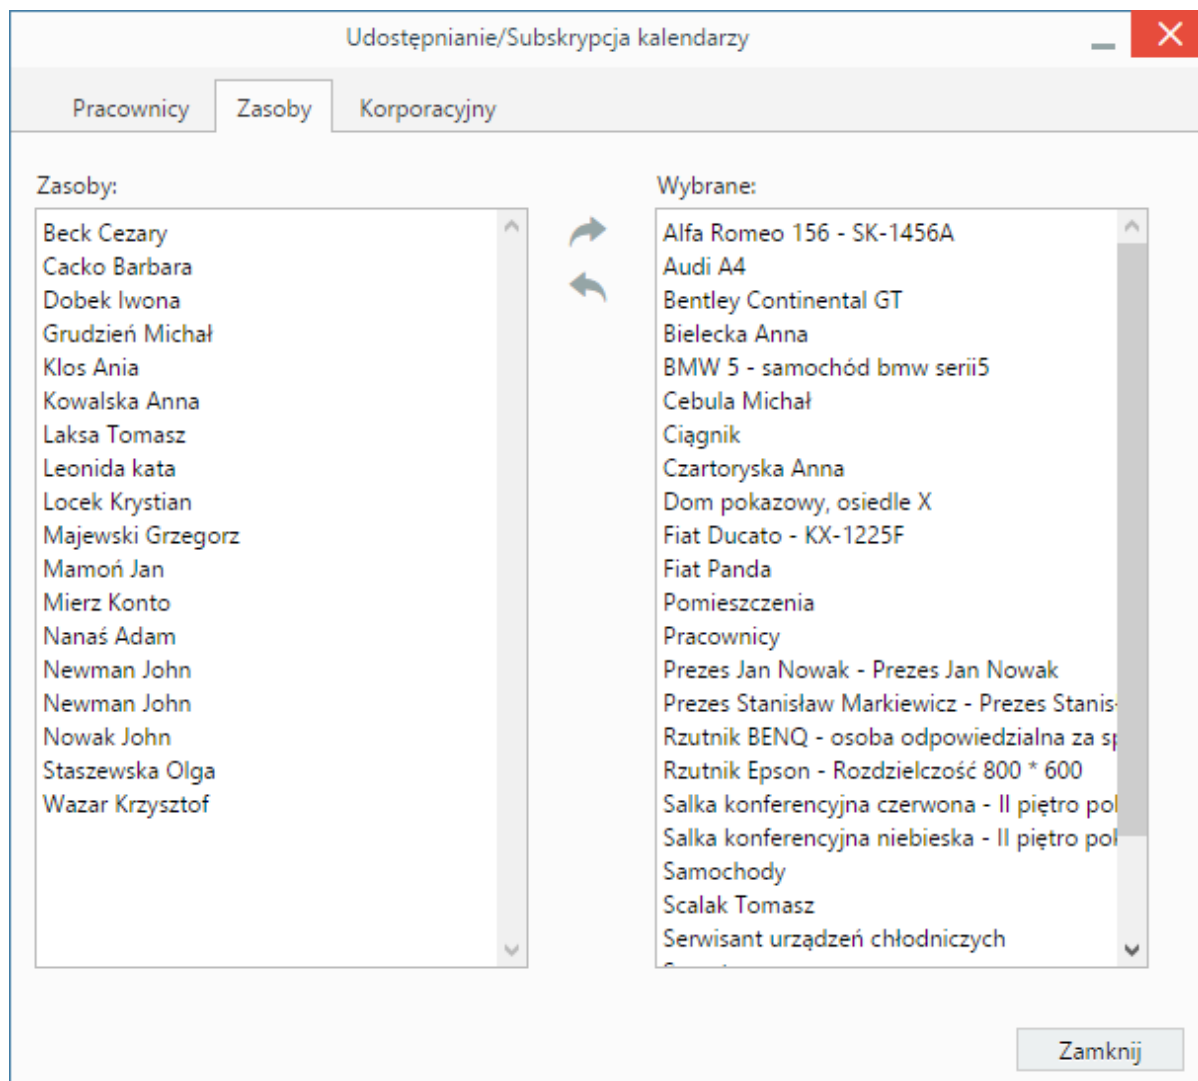 Udostępnianie/Subskrypcja kalendarzy
Pracownicy
Zasoby
Korporacyjny
Zasoby:
Beck Cezary
Cacko Barbara
Dobek Iwona
Grudzień Michał
Klos Ania
Kowalska Anna
Laksa Tomasz
Leonida kata
Locek Krystian
Majewski Grzegorz
Mamoń Jan
Mierz Konto
Nanaś Adam
Newman John
Newman John
Nowak John
Staszewska Olga
Wazar Krzysztof
Wybrane:
Alfa Romeo 156 - SK-1456A
Audi A4
Bentley Continental GT
Bielecka Anna
BMW 5 - samochód bmw serii5
Cebula Michał
Ciągnik
Czartoryska Anna
Dom pokazowy, osiedle X
Fiat Ducato - KX-1225F
Fiat Panda
Pomieszczenia
Pracownicy
Prezes Jan Nowak - Prezes Jan Nowak
Prezes Stanisław Markiewicz - Prezes Stanis
Rzutnik BENQ - osoba odpowiedzialna za sp
Rzutnik Epson - Rozdzielczość 800 * 600
Salka konferencyjna czerwona - II piętro pol
Salka konferencyjna niebieska - II piętro pok
Samochody
Scalak Tomasz
Serwisant urządzeń chłodniczych
Zamknij